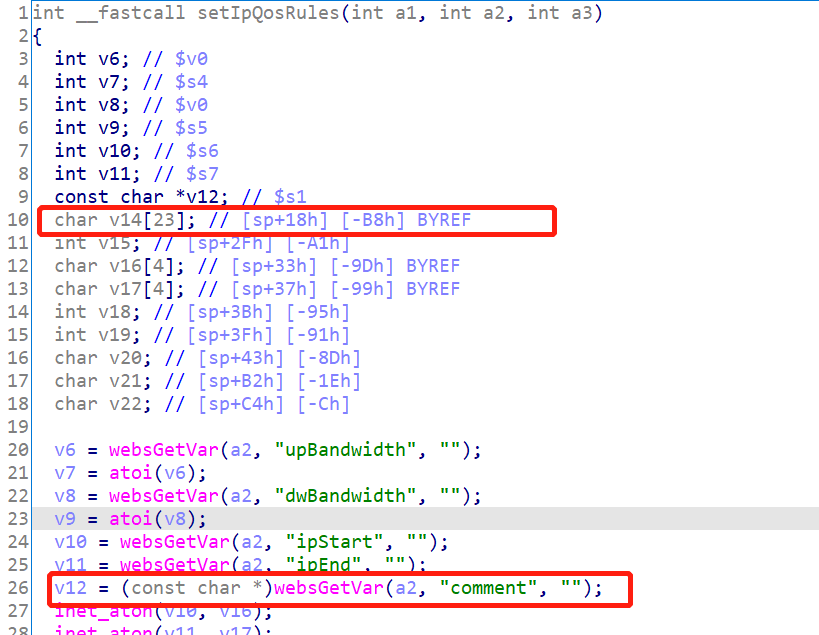 1 int __fastcall setIpQosRules(int a1, int a2, int a3)
2 {
3 int v6; // $v0
4 int v7; // $s4
5 int v8; // $v0
6 int v9; // $s5
7 int v10; // $s6
8 int v11; // $s7
9 const char *v12; // $s1
10 char v14[23]; // [sp+18h] [-B8h] BYREF
11 int v15; // [sp+2Fh] [-A1h]
12 char v16[4]; // [sp+33h] [-9Dh] BYREF
13 char v17[4]; // [sp+37h] [-99h] BYREF
14 int v18; // [sp+3Bh] [-95h]
15 int v19; // [sp+3Fh] [-91h]
16 char v20; // [sp+43h] [-8Dh]
17 char v21; // [sp+B2h] [-1Eh]
18 char v22; // [sp+C4h] [-Ch]
19
20 v6 = websGetVar(a2, "upBandwidth", "");
21 v7 = atoi(v6);
22 v8 = websGetVar(a2, "dwBandwidth", "");
23 v9 = atoi(v8);
24 v10 = websGetVar(a2, "ipStart", "");
25 v11 = websGetVar(a2, "ipEnd", "");
26 v12 = (const char *)websGetVar(a2, "comment", "");
27 inet_aton(v10, v16);
28 inet_aton(v11, v17);